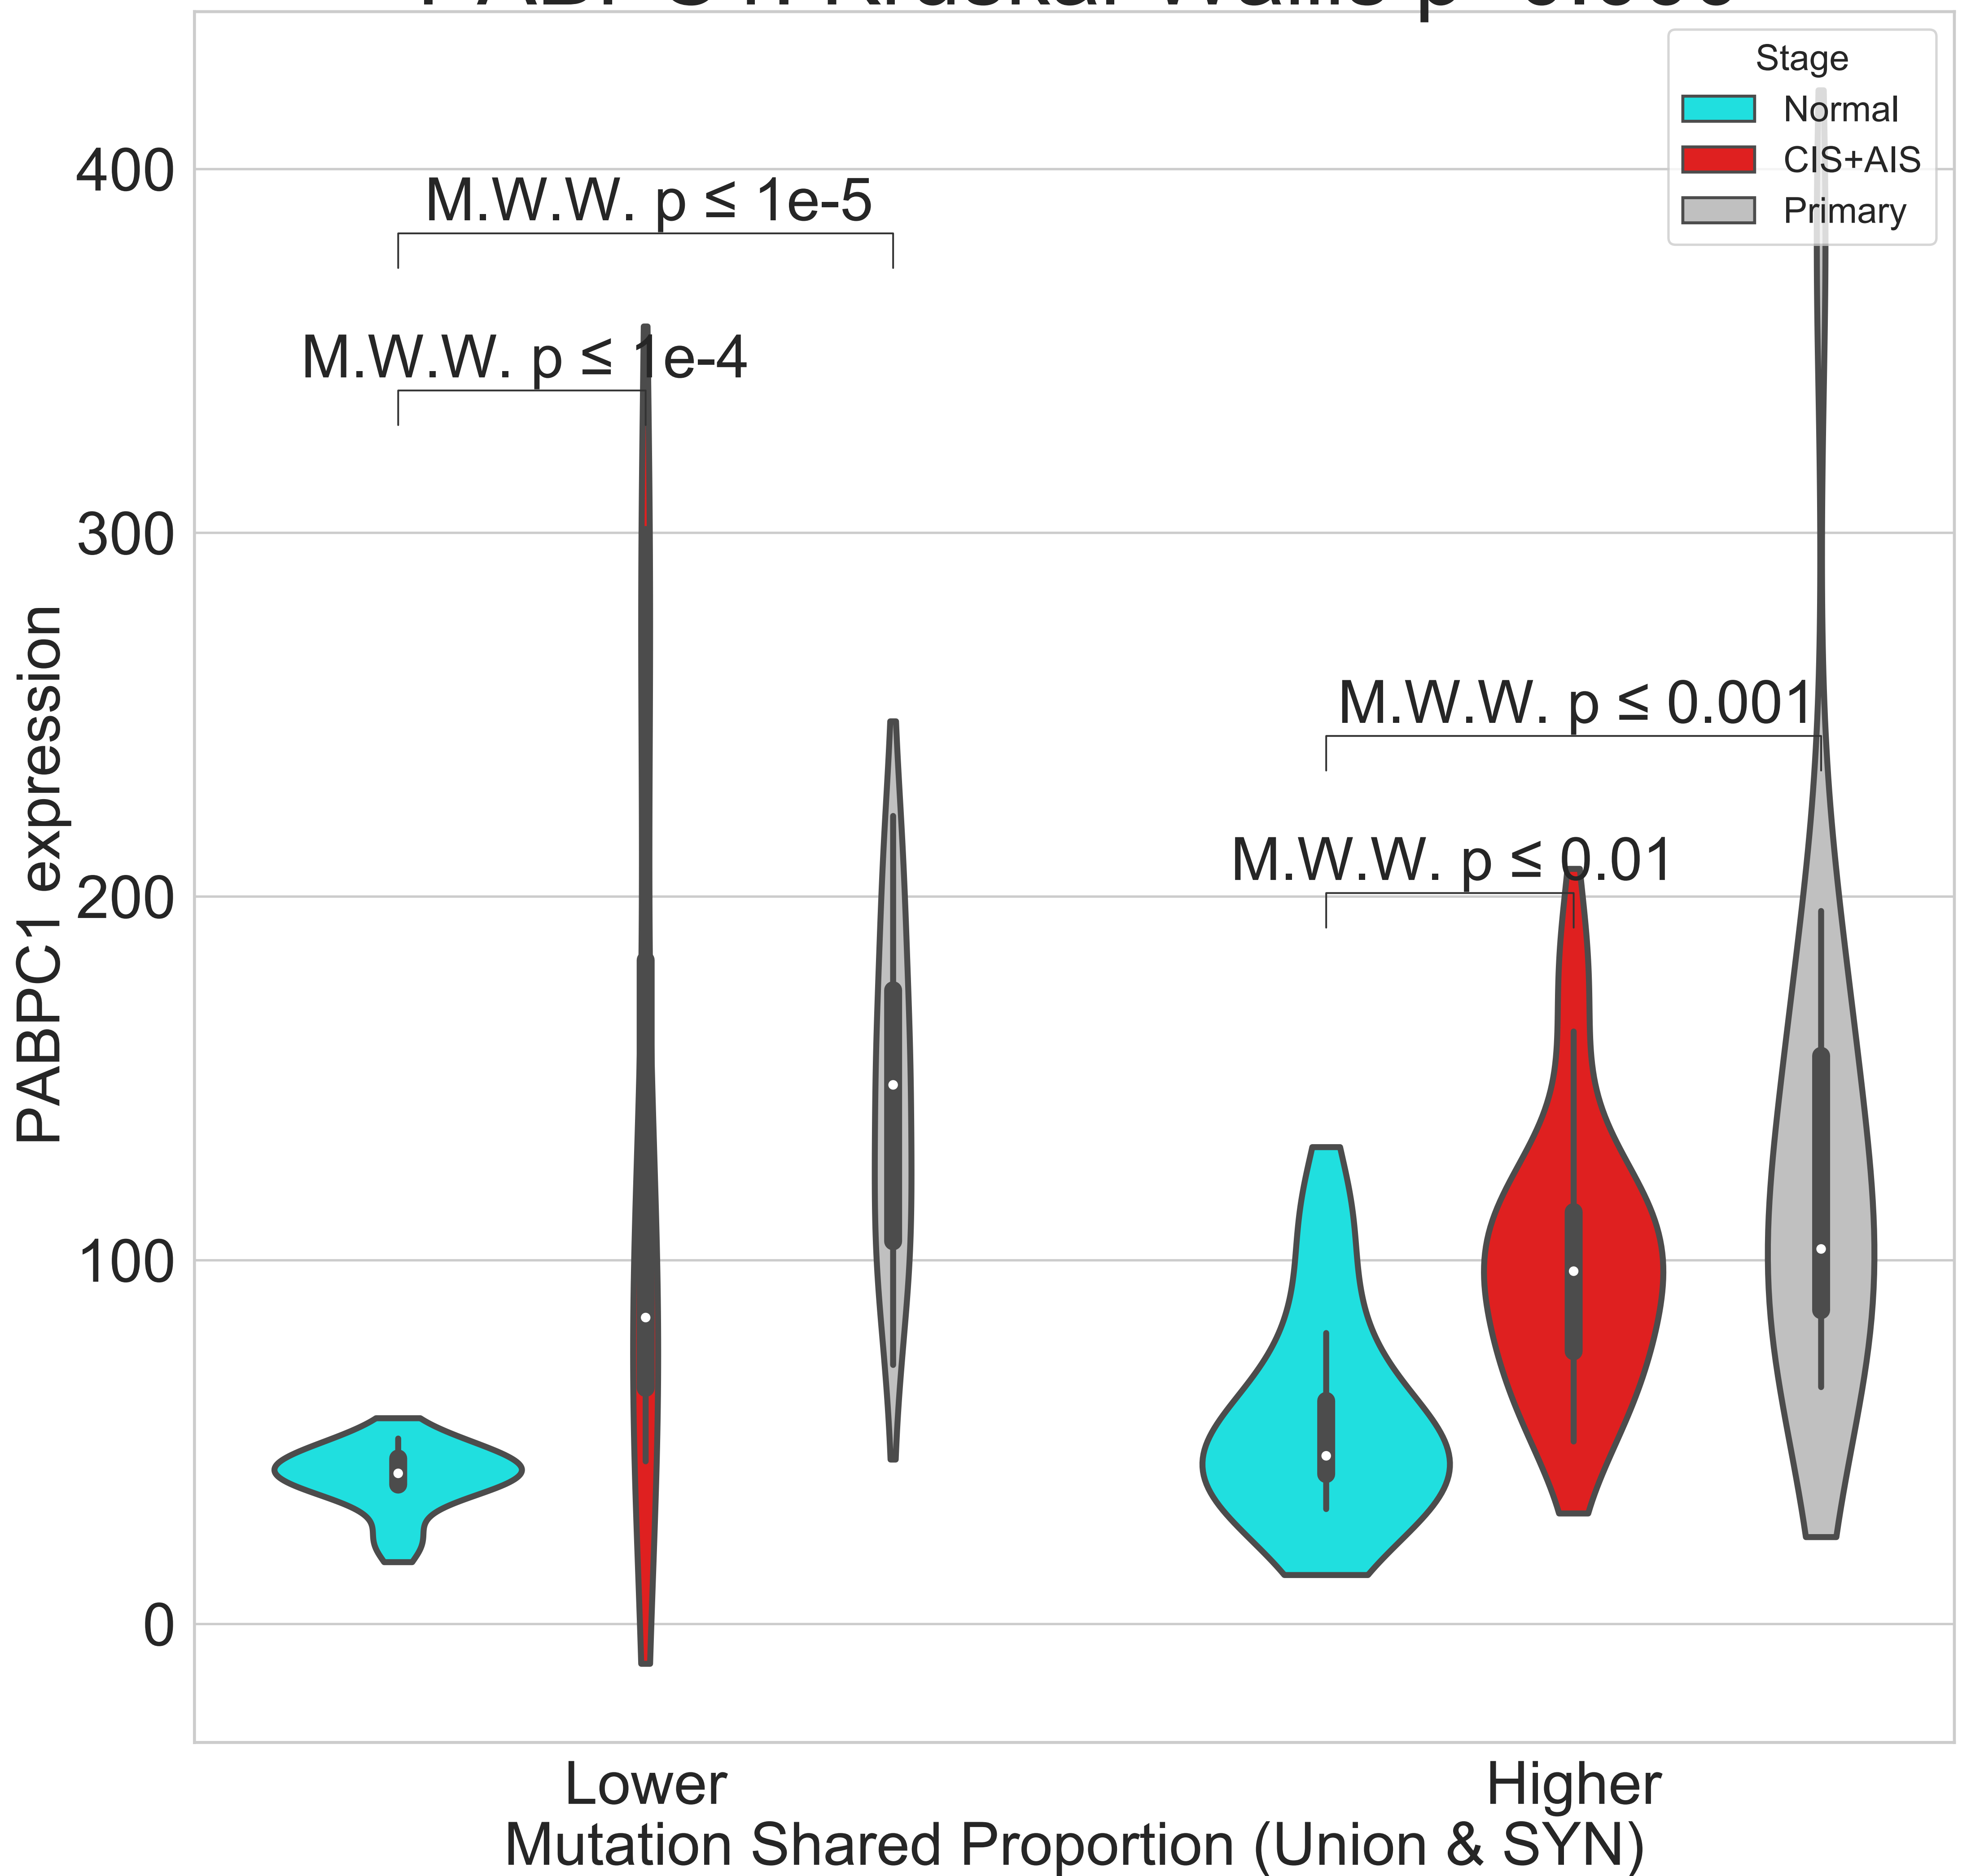 Stage
Normal
CIS+AIS
Primary
400
300
200
100
0
PABPC1 expression
M.W.W. p ≤ 1e-5
M.W.W. p ≤ 1e-4
M.W.W. p ≤ 0.001
M.W.W. p ≤ 0.01
Lower
Higher
Mutation Shared Proportion (Union & SYN)